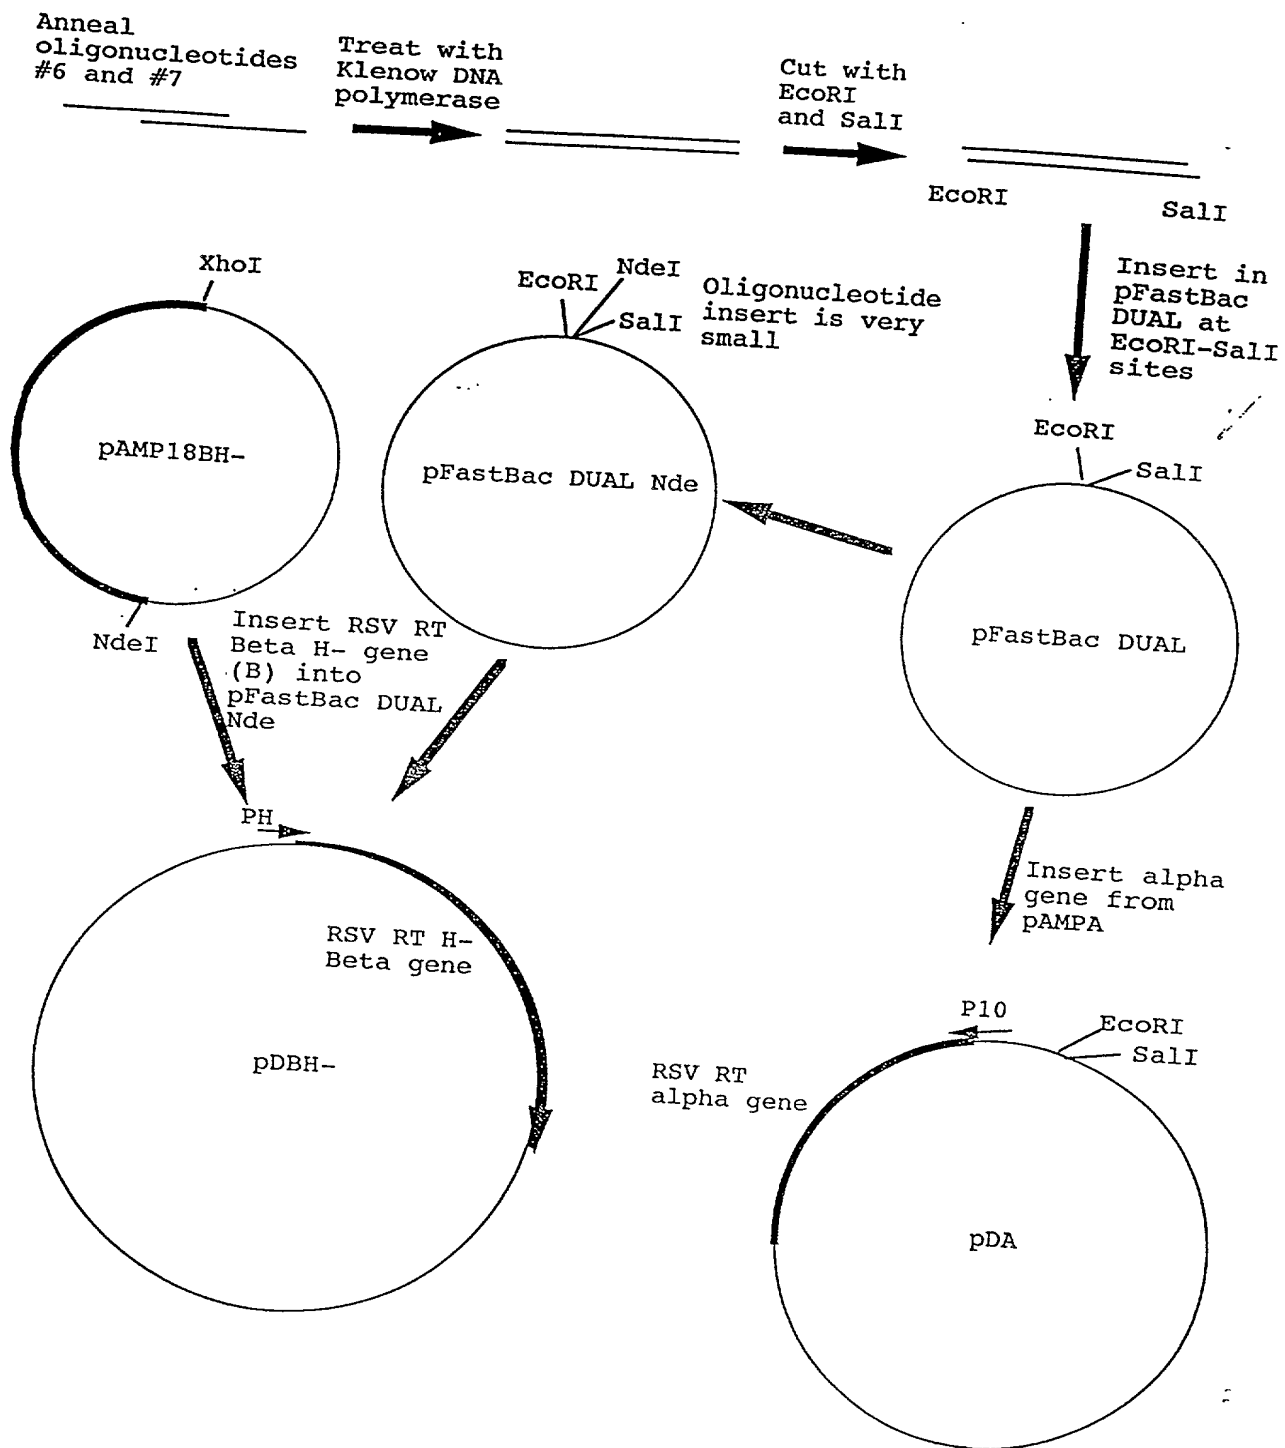 Anneal
oligonucleotides
#6 and #7
Treat with
Klenow DNA
polymerase
Cut with
EcoRI
and SalI
EcoRI
SalI
Insert in
pFastBac
DUAL at
EcoRI-SalI
sites
XhoI
pAMP18BH-
NdeI
EcoRI
NdeI
SalI
Oligonucleotide
insert is very
small
pFastBac DUAL Nde
EcoRI
SalI
pFastBac DUAL
Insert RSV RT
Beta H- gene
(B) into
pFastBac DUAL
Nde
PH
RSV RT H-
Beta gene
pDBH-
Insert alpha
gene from
pAMPA
P10
EcoRI
SalI
RSV RT
alpha gene
pDA